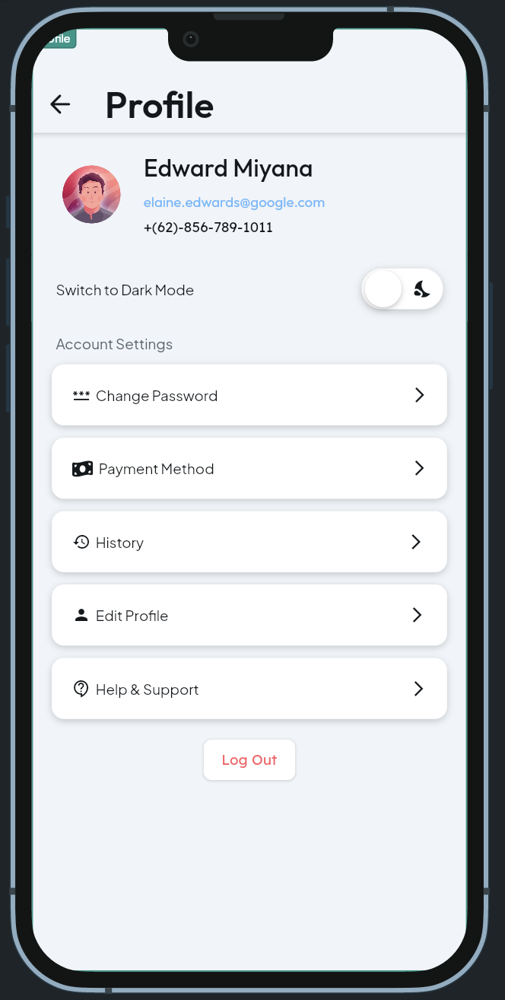 Profile
Edward Miyana
elaine.edwards@google.com
+(62)-856-789-1011
Switch to Dark Mode
Account Settings
*** Change Password
Payment Method
History
Edit Profile
Help & Support
Log Out